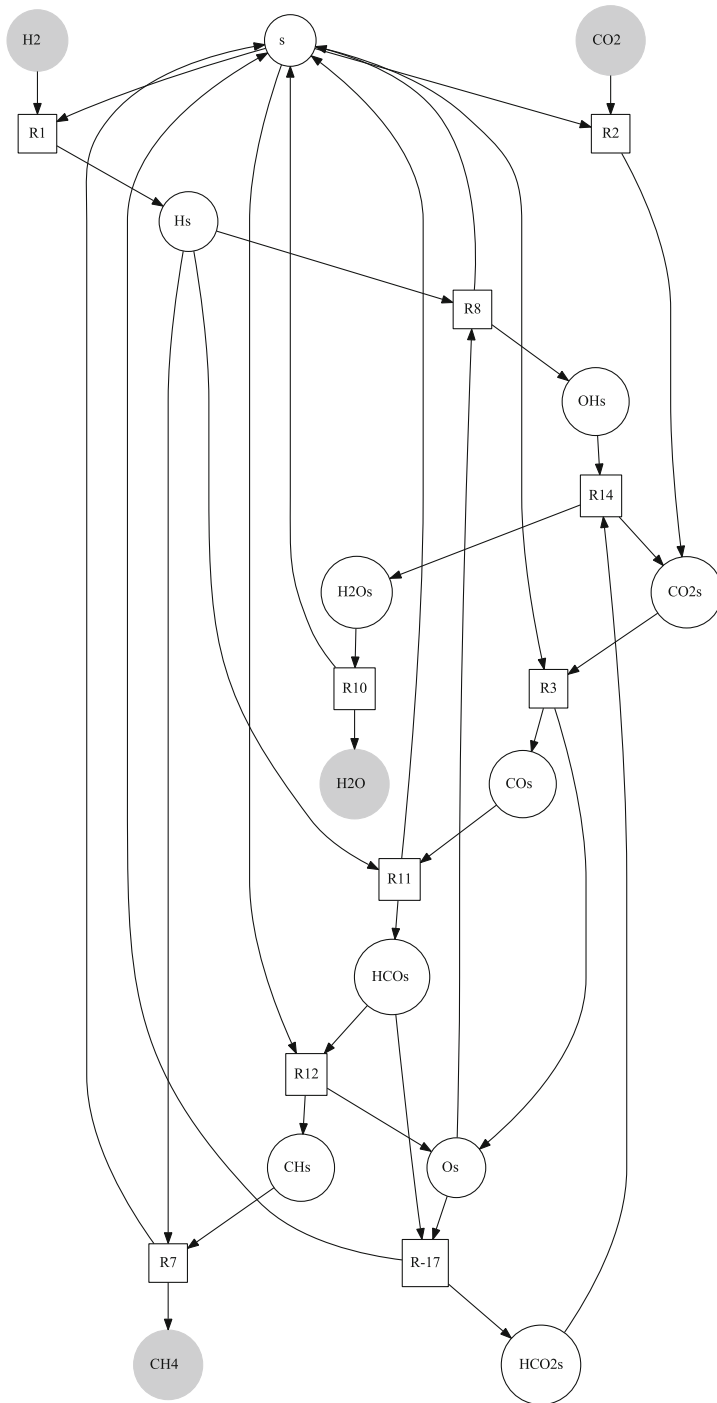 H2
s
CO2
R1
R2
Hs
R8
OHs
R14
H2Os
CO2s
R10
R3
H2O
COs
R11
HCOs
R12
CHs
Os
R7
R-17
CH4
HCO2s